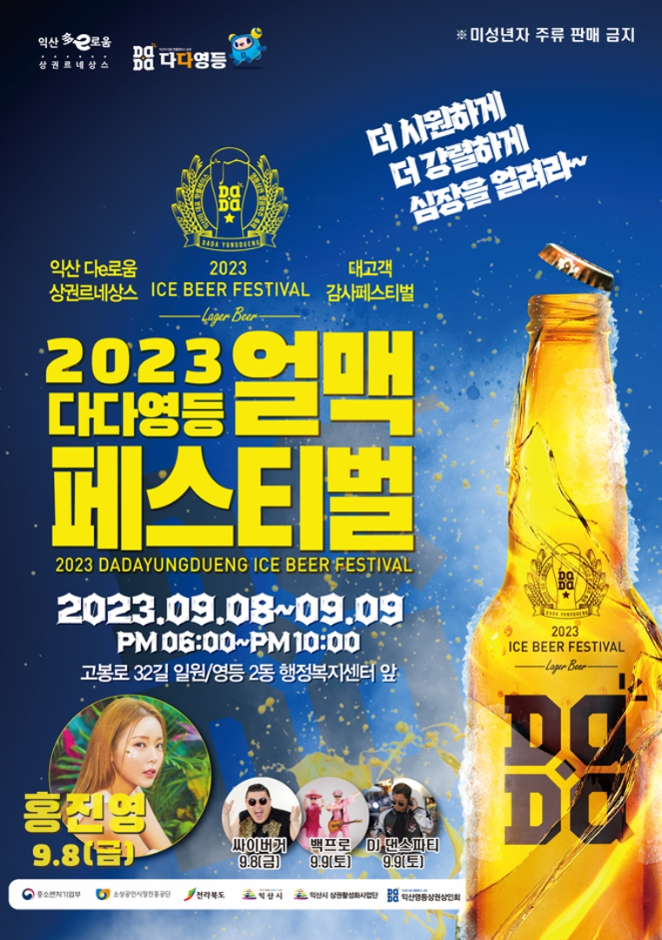 익산 多e로움
상권르네상스
DADA 다다영등
※ 미성년자 주류 판매 금지
더 시원하게
더 강렬하게
심장을 얼려라~
DADA
DADA YUNGDUENG
익산 다e로움
상권르네상스
2023
ICE BEER FESTIVAL
Lager Beer
대고객
감사페스티벌
2023
다다영등
얼맥
페스티벌
2023 DADAYUNGDUENG ICE BEER FESTIVAL
2023.09.08~09.09
PM 06:00~PM 10:00
고봉로 32길 일원/영등 2동 행정복지센터 앞
DADA
DADA YUNGDUENG
2023
ICE BEER FESTIVAL
Lager Beer
DADA
홍진영
9.8(금)
싸이버거
9.8(금)
백프로
9.9(토)
DJ 댄스파티
9.9(토)
중소벤처기업부
소상공인시장진흥공단
전라북도
익산시
익산시 상권활성화사업단
DADA 익산영등상권상인회